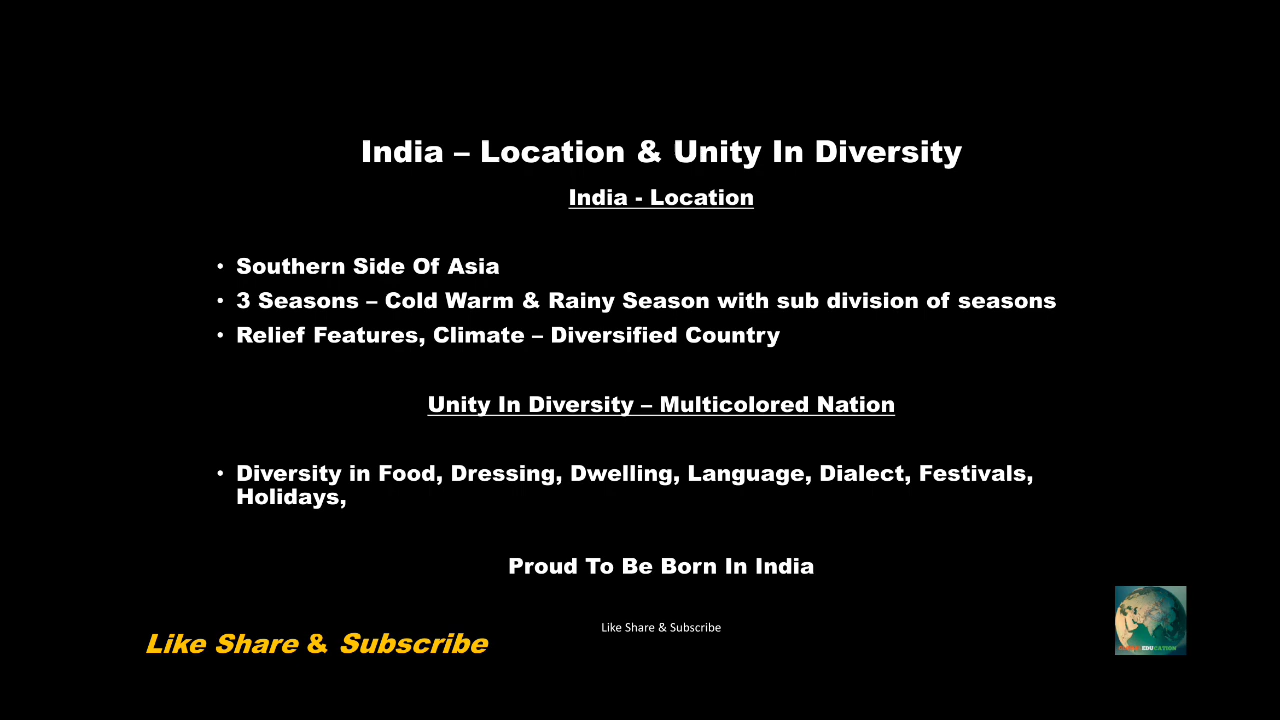 India – Location & Unity In Diversity
India - Location
• Southern Side Of Asia
• 3 Seasons – Cold Warm & Rainy Season with sub division of seasons
• Relief Features, Climate – Diversified Country
Unity In Diversity – Multicolored Nation
• Diversity in Food, Dressing, Dwelling, Language, Dialect, Festivals,
Holidays,
Proud To Be Born In India
Like Share & Subscribe
Like Share & Subscribe
EDUCATION